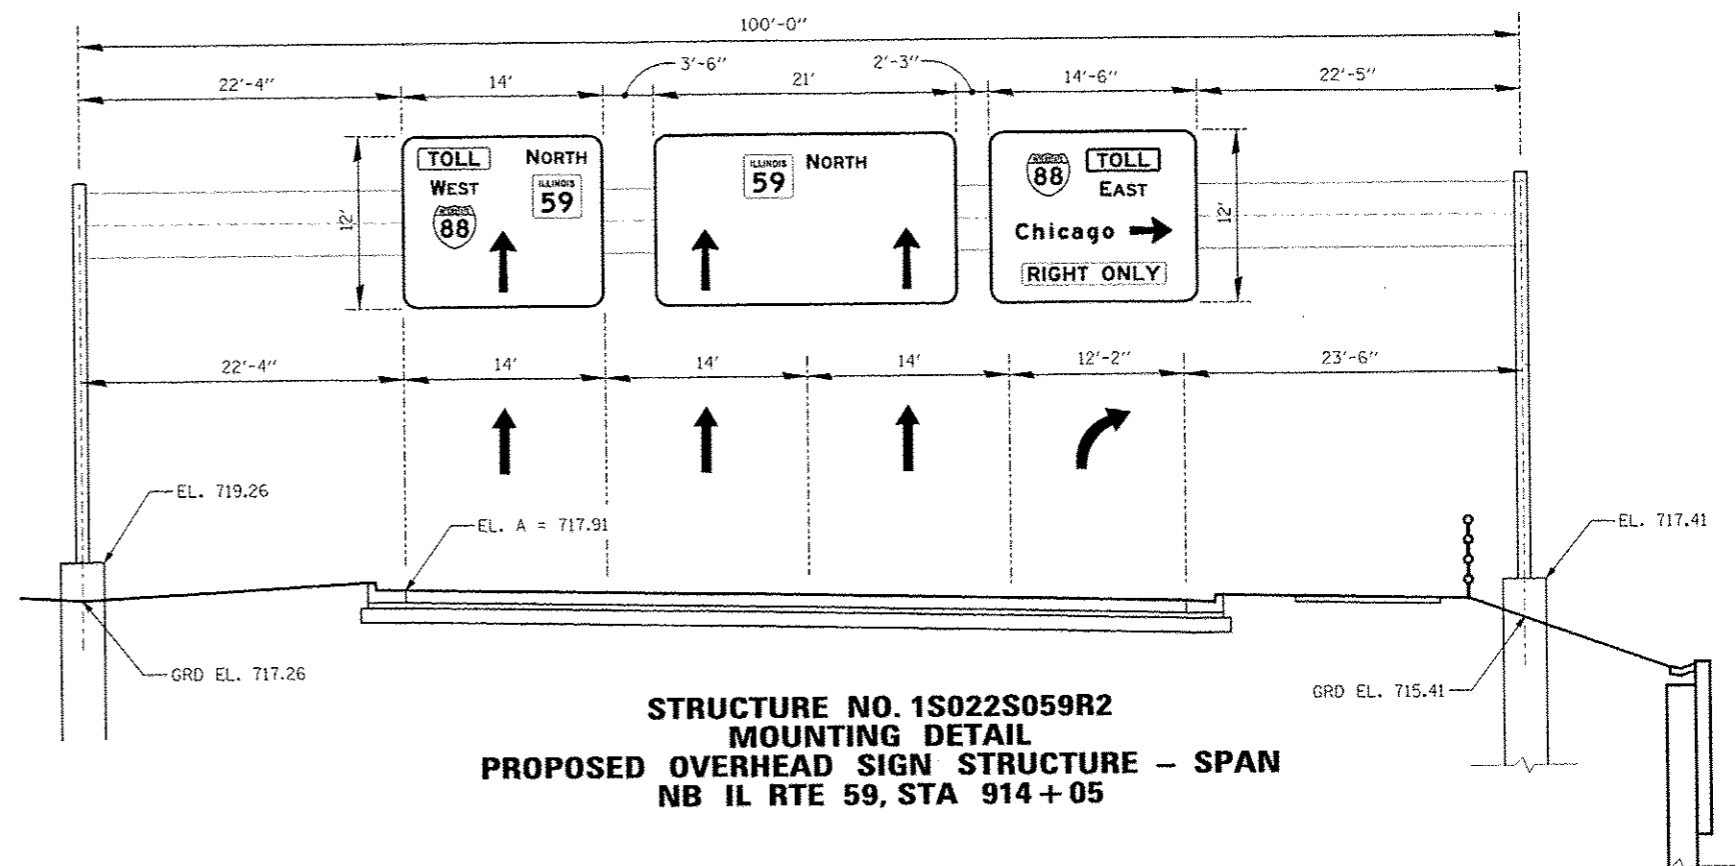 100'-0"
22'-4" 14' 3'-6" 21' 2'-3" 14'-6" 22'-5"
12'
TOLL NORTH
WEST ILLINOIS
59
INTERSTATE
88
ILLINOIS
59 NORTH
INTERSTATE
88 TOLL
EAST
Chicago
RIGHT ONLY
12'
22'-4" 14' 14' 14' 12'-2" 23'-6"
EL. 719.26
EL. A = 717.91
EL. 717.41
GRD EL. 717.26
GRD EL. 715.41
STRUCTURE NO. 1S022S059R2
MOUNTING DETAIL
PROPOSED OVERHEAD SIGN STRUCTURE – SPAN
NB IL RTE 59, STA 914+05